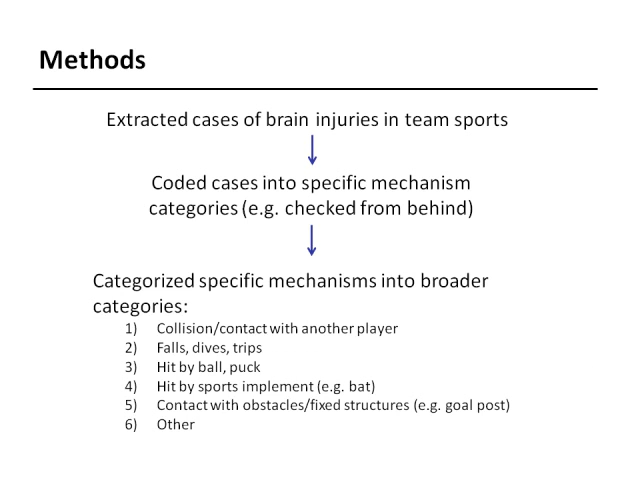 Methods
Extracted cases of brain injuries in team sports
Coded cases into specific mechanism
categories (e.g. checked from behind)
Categorized specific mechanisms into broader
categories:
1) Collision/contact with another player
2) Falls, dives, trips
3) Hit by ball, puck
4) Hit by sports implement (e.g. bat)
5) Contact with obstacles/fixed structures (e.g. goal post)
6) Other